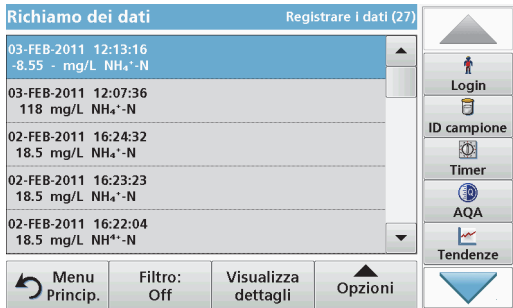 Richiamo dei dati
Registrare i dati (27)
03-FEB-2011 12:13:16
-8.55 - mg/L NH₄⁺-N
03-FEB-2011 12:07:36
118 mg/L NH₄⁺-N
02-FEB-2011 16:24:32
18.5 mg/L NH₄⁺-N
02-FEB-2011 16:23:23
18.5 mg/L NH₄⁺-N
02-FEB-2011 16:22:04
18.5 mg/L NH⁴⁺-N
Login
ID campione
Timer
AQA
Tendenze
Menu
Princip.
Filtro:
Off
Visualizza
dettagli
Opzioni